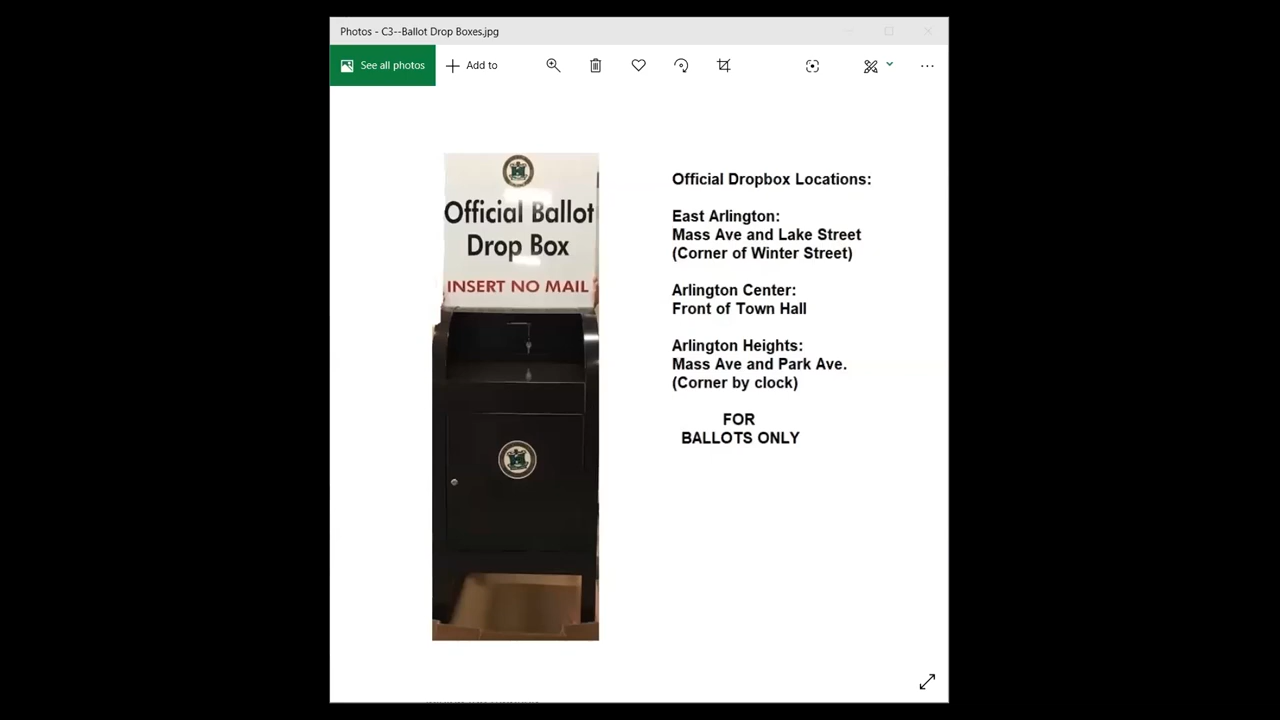 Photos - C3--Ballot Drop Boxes.jpg
See all photos
Add to
Official Ballot
Drop Box
INSERT NO MAIL
Official Dropbox Locations:
East Arlington:
Mass Ave and Lake Street
(Corner of Winter Street)
Arlington Center:
Front of Town Hall
Arlington Heights:
Mass Ave and Park Ave.
(Corner by clock)
FOR
BALLOTS ONLY